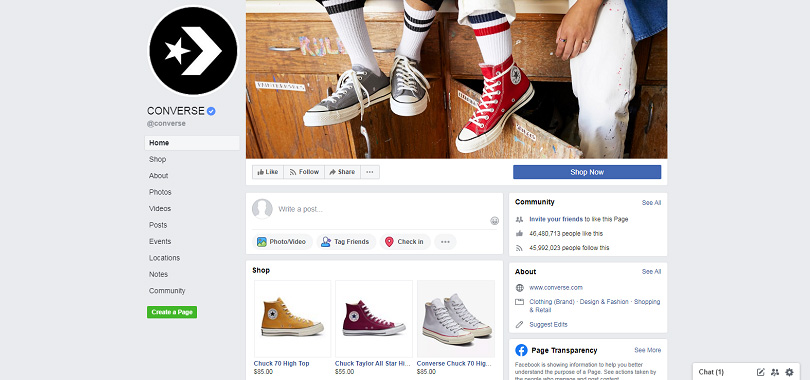 CONVERSE
@converse
Home
Shop
About
Photos
Videos
Posts
Events
Locations
Notes
Community
Create a Page
Like
Follow
Share
Shop Now
Write a post...
Photo/Video
Tag Friends
Check in
Shop
Chuck 70 High Top
$85.00
Chuck Taylor All Star Hi...
$55.00
Converse Chuck 70 Hig...
$85.00
Community
See All
Invite your friends to like this Page
46,480,713 people like this
45,992,023 people follow this
About
See All
www.converse.com
Clothing (Brand) · Design & Fashion · Shopping
& Retail
Suggest Edits
Page Transparency
See More
Facebook is showing information to help you better
understand the purpose of a Page. See actions taken by
the people who manage and post content.
Chat (1)